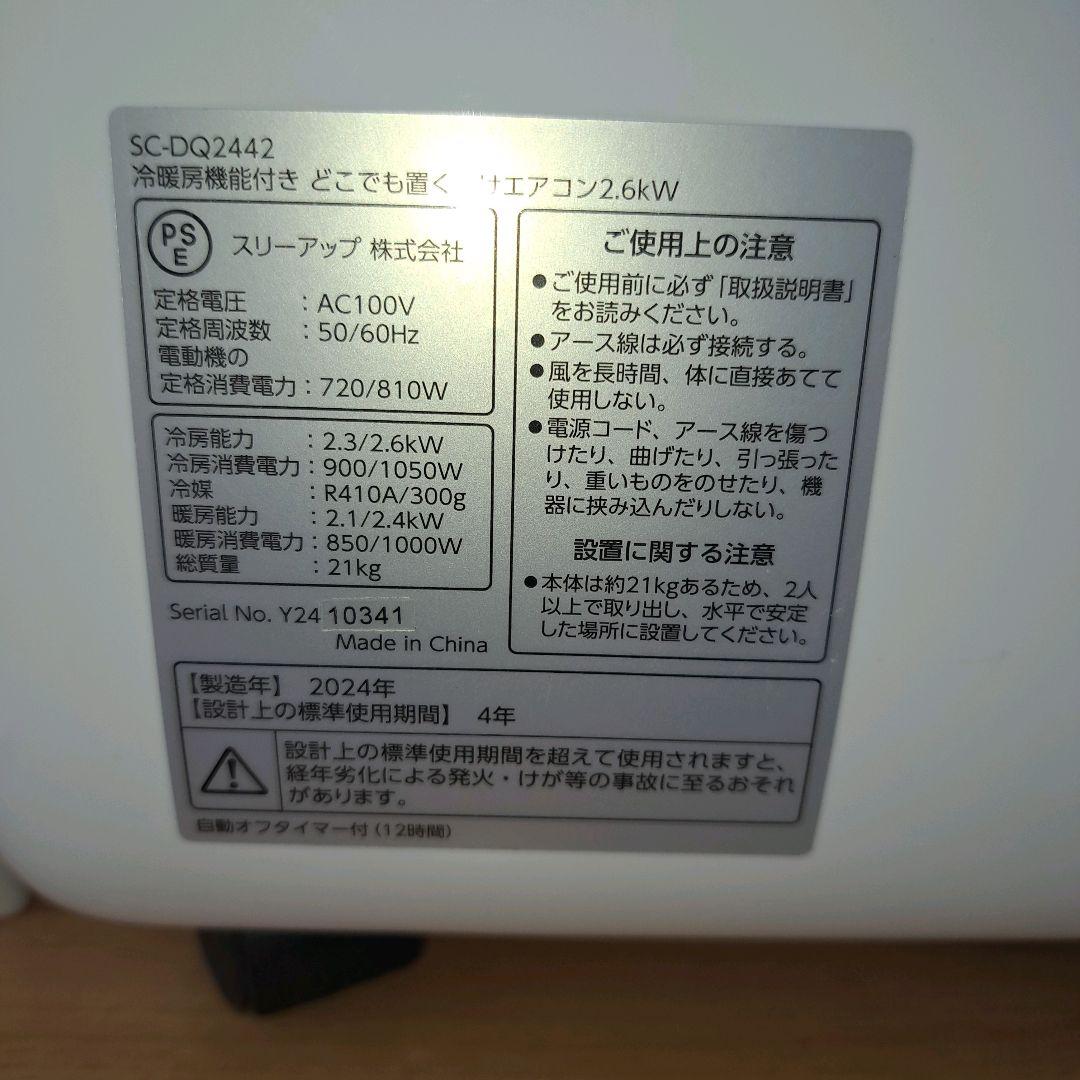 SC-DQ2442
冷暖房機能付き どこでも置く けエアコン2.6kW
PSE
スリーアップ 株式会社
定格電圧 : AC100V
定格周波数 : 50/60Hz
電動機の
定格消費電力 : 720/810W
冷房能力 : 2.3/2.6kW
冷房消費電力 : 900/1050W
冷媒 : R410A/300g
暖房能力 : 2.1/2.4kW
暖房消費電力 : 850/1000W
総質量 : 21kg
Serial No. Y24 10341
Made in China
ご使用上の注意
●ご使用前に必ず「取扱説明書」
をお読みください。
●アース線は必ず接続する。
●風を長時間、体に直接あてて
使用しない。
●電源コード、アース線を傷つ
けたり、曲げたり、引っ張った
り、重いものをのせたり、機
器に挟み込んだりしない。
設置に関する注意
●本体は約21kgあるため、2人
以上で取り出し、水平で安定
した場所に設置してください。
【製造年】 2024年
【設計上の標準使用期間】 4年
設計上の標準使用期間を超えて使用されますと、
経年劣化による発火・けが等の事故に至るおそれ
があります。
自動オフタイマー付(12時間)